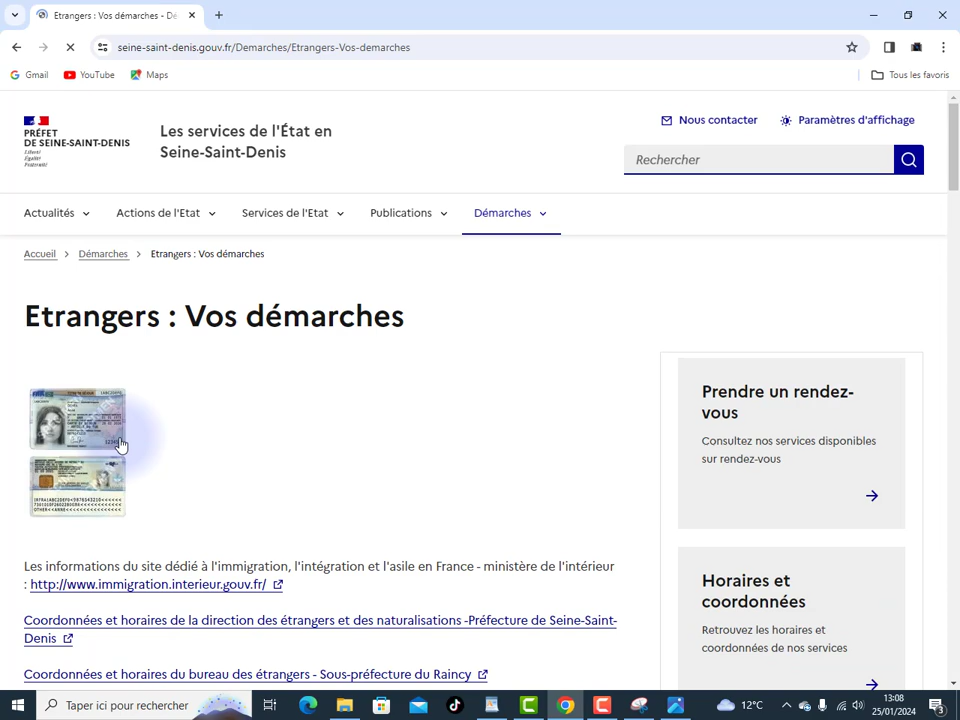 Etrangers : Vos démarches - Dé
seine-saint-denis.gouv.fr/Demarches/Etrangers-Vos-demarches
Gmail
YouTube
Maps
Tous les favoris
PRÉFET
DE SEINE-SAINT-DENIS
Liberté
Égalité
Fraternité
Les services de l'État en
Seine-Saint-Denis
Nous contacter
Paramètres d'affichage
Rechercher
Actualités
Actions de l'Etat
Services de l'Etat
Publications
Démarches
Accueil > Démarches > Etrangers : Vos démarches
Etrangers : Vos démarches
Prendre un rendez-
vous
Consultez nos services disponibles
sur rendez-vous
Les informations du site dédié à l'immigration, l'intégration et l'asile en France - ministère de l'intérieur
: http://www.immigration.interieur.gouv.fr/
Coordonnées et horaires de la direction des étrangers et des naturalisations -Préfecture de Seine-Saint-
Denis
Coordonnées et horaires du bureau des étrangers - Sous-préfecture du Raincy
Horaires et
coordonnées
Retrouvez les horaires et
coordonnées de nos services
Taper ici pour rechercher
12°C
13:08
25/01/2024
3